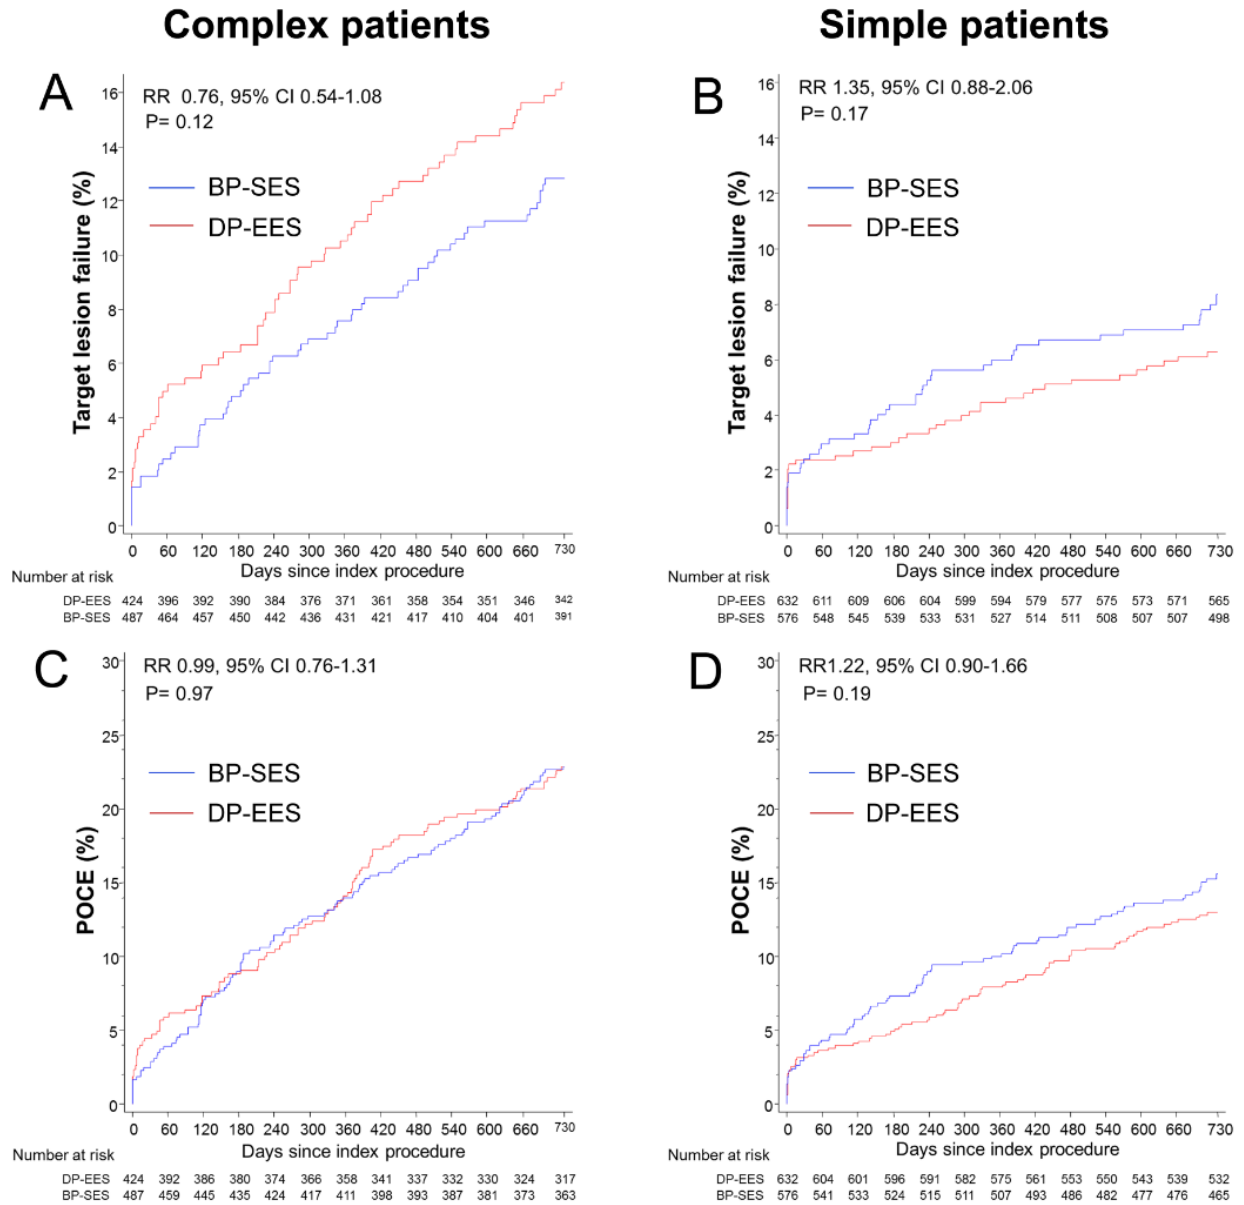 Complex patients
Simple patients
A
RR 0.76, 95% CI 0.54-1.08
P= 0.12
BP-SES
DP-EES
Target lesion failure (%)
16
14
12
10
8
6
4
2
0
0 60 120 180 240 300 360 420 480 540 600 660 730
Days since index procedure
Number at risk
DP-EES 424 396 392 390 384 376 371 361 358 354 351 346 342
BP-SES 487 464 457 450 442 436 431 421 417 410 404 401 391
B
RR 1.35, 95% CI 0.88-2.06
P= 0.17
BP-SES
DP-EES
Target lesion failure (%)
16
14
12
10
8
6
4
2
0
0 60 120 180 240 300 360 420 480 540 600 660 730
Days since index procedure
Number at risk
DP-EES 632 611 609 606 604 599 594 579 577 575 573 571 565
BP-SES 576 548 545 539 533 531 527 514 511 508 507 507 498
C
RR 0.99, 95% CI 0.76-1.31
P= 0.97
BP-SES
DP-EES
POCE (%)
30
25
20
15
10
5
0
0 60 120 180 240 300 360 420 480 540 600 660 730
Days since index procedure
Number at risk
DP-EES 424 392 386 380 374 366 358 341 337 332 330 324 317
BP-SES 487 459 445 435 424 417 411 398 393 387 381 373 363
D
RR1.22, 95% CI 0.90-1.66
P= 0.19
BP-SES
DP-EES
POCE (%)
30
25
20
15
10
5
0
0 60 120 180 240 300 360 420 480 540 600 660 730
Days since index procedure
Number at risk
DP-EES 632 604 601 596 591 582 575 561 553 550 543 539 532
BP-SES 576 541 533 524 515 511 507 493 486 482 477 476 465